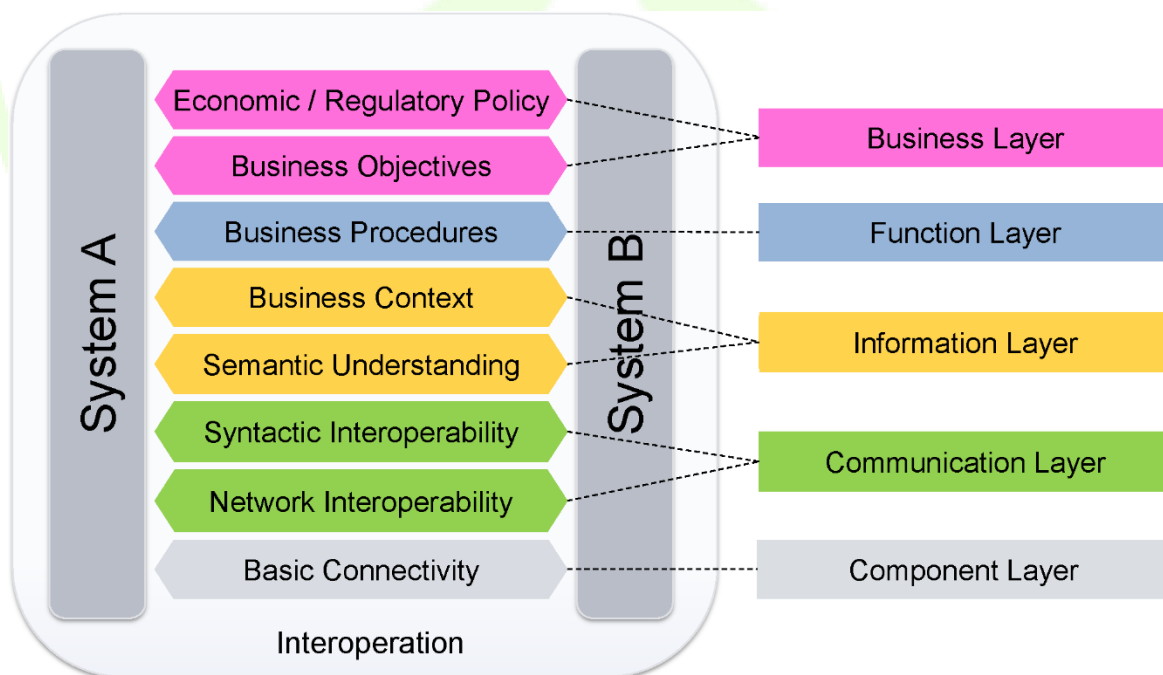 System A
Economic / Regulatory Policy
Business Objectives
Business Procedures
Business Context
Semantic Understanding
Syntactic Interoperability
Network Interoperability
Basic Connectivity
System B
Interoperation
Business Layer
Function Layer
Information Layer
Communication Layer
Component Layer